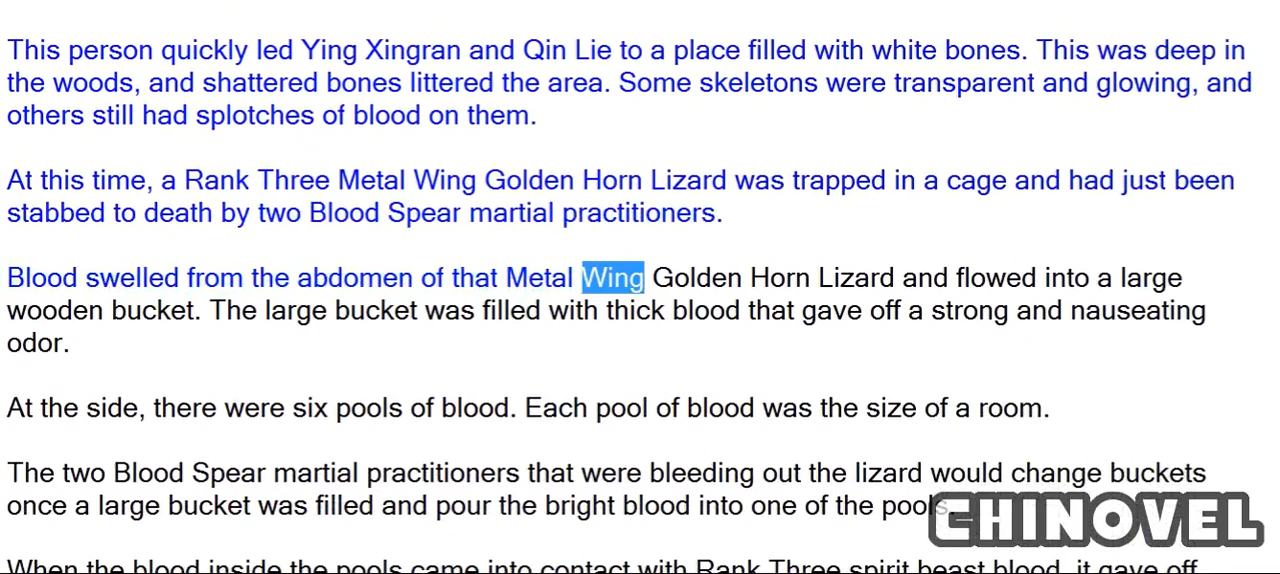 This person quickly led Ying Xingran and Qin Lie to a place filled with white bones. This was deep in
the woods, and shattered bones littered the area. Some skeletons were transparent and glowing, and
others still had splotches of blood on them.
At this time, a Rank Three Metal Wing Golden Horn Lizard was trapped in a cage and had just been
stabbed to death by two Blood Spear martial practitioners.
Blood swelled from the abdomen of that Metal Wing Golden Horn Lizard and flowed into a large
wooden bucket. The large bucket was filled with thick blood that gave off a strong and nauseating
odor.
At the side, there were six pools of blood. Each pool of blood was the size of a room.
The two Blood Spear martial practitioners that were bleeding out the lizard would change buckets
once a large bucket was filled and pour the bright blood into one of the pools.
CHINOVEL
When the blood inside the pools came into contact with Rank Three spirit beast blood, it gave off